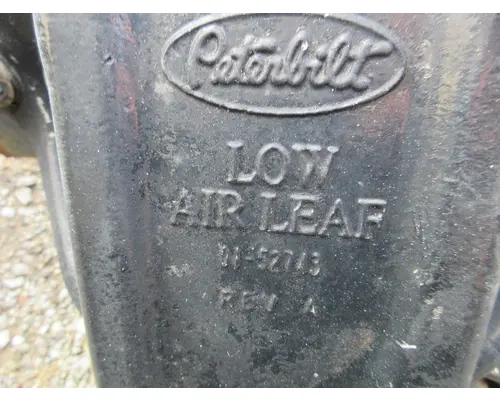 Peterbilt
LOW
AIR LEAF
REV A